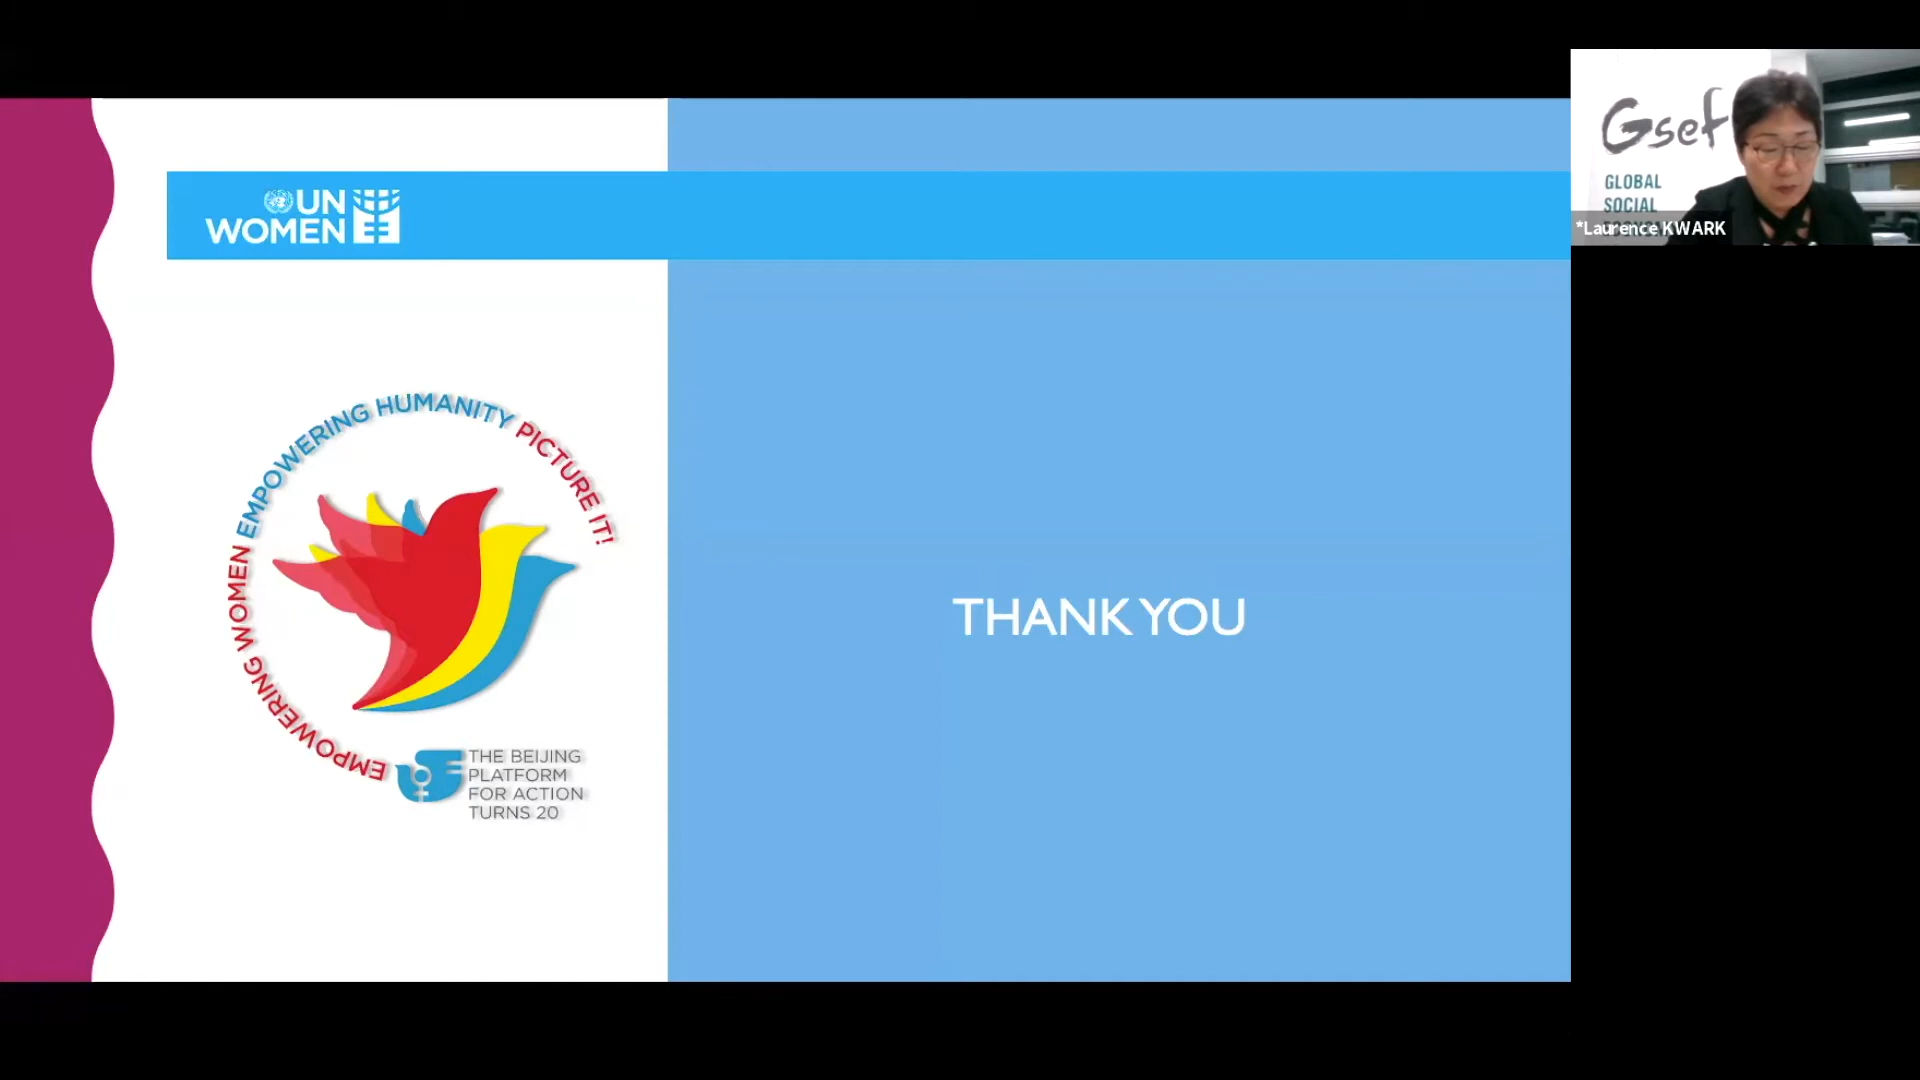 UN
WOMEN
EMPOWERING WOMEN EMPOWERING HUMANITY PICTURE IT!
THE BEIJING
PLATFORM
FOR ACTION
TURNS 20
THANK YOU
Gsef
GLOBAL
SOCIAL
*Laurence KWARK